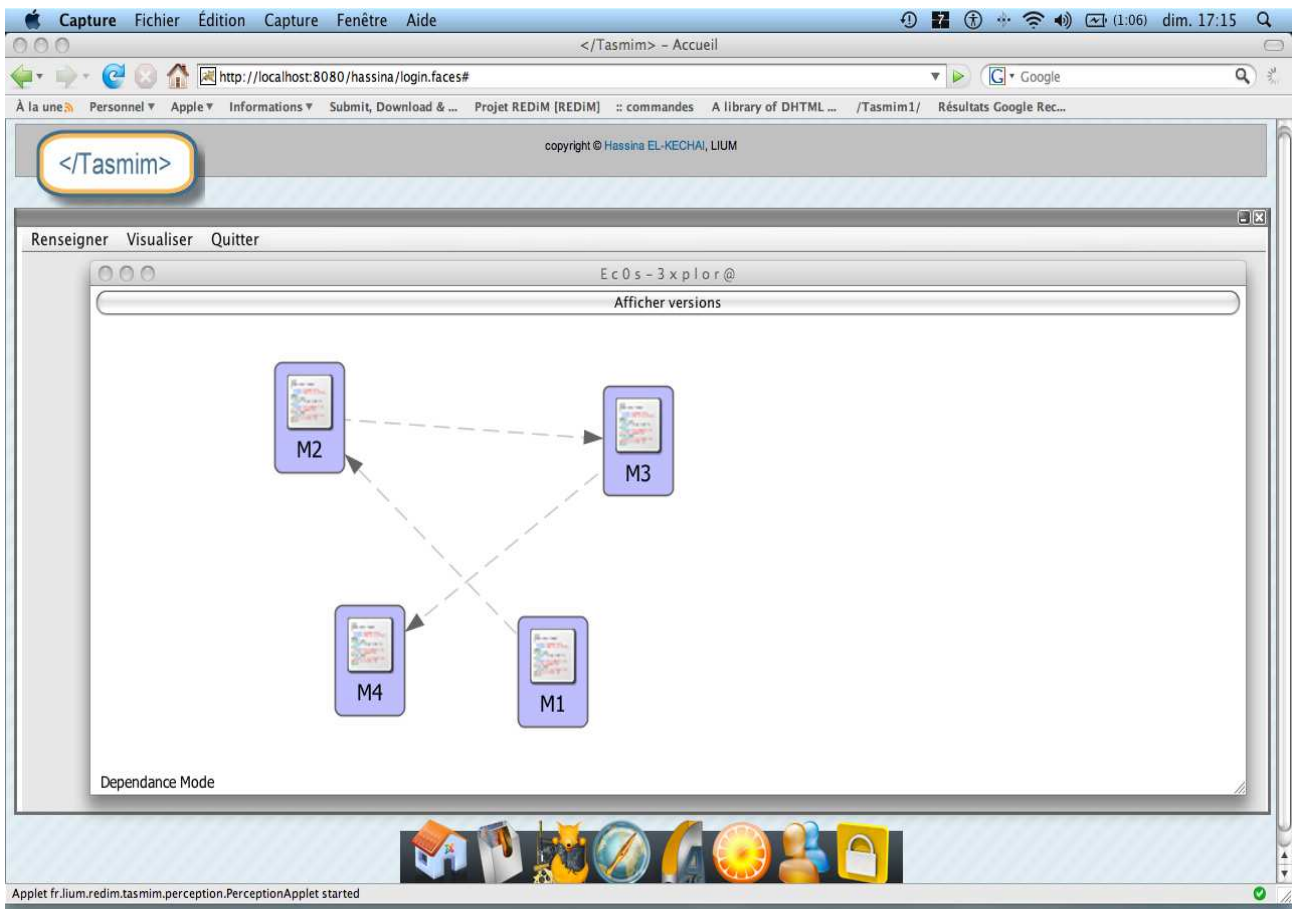 Capture Fichier Édition Capture Fenêtre Aide (1:06) dim. 17:15
</Tasmim> – Accueil
http://localhost:8080/hassina/login.faces# Google
À la une Personnel Apple Informations Submit, Download & ... Projet REDiM [REDiM] :: commandes A library of DHTML ... /Tasmim1/ Résultats Google Rec...
copyright © Hassina EL-KECHAI, LIUM
</Tasmim>
Renseigner Visualiser Quitter
Ec0s-3xplor@
Afficher versions
M2
M3
M4
M1
Dependance Mode
Applet fr.lium.redim.tasmim.perception.PerceptionApplet started